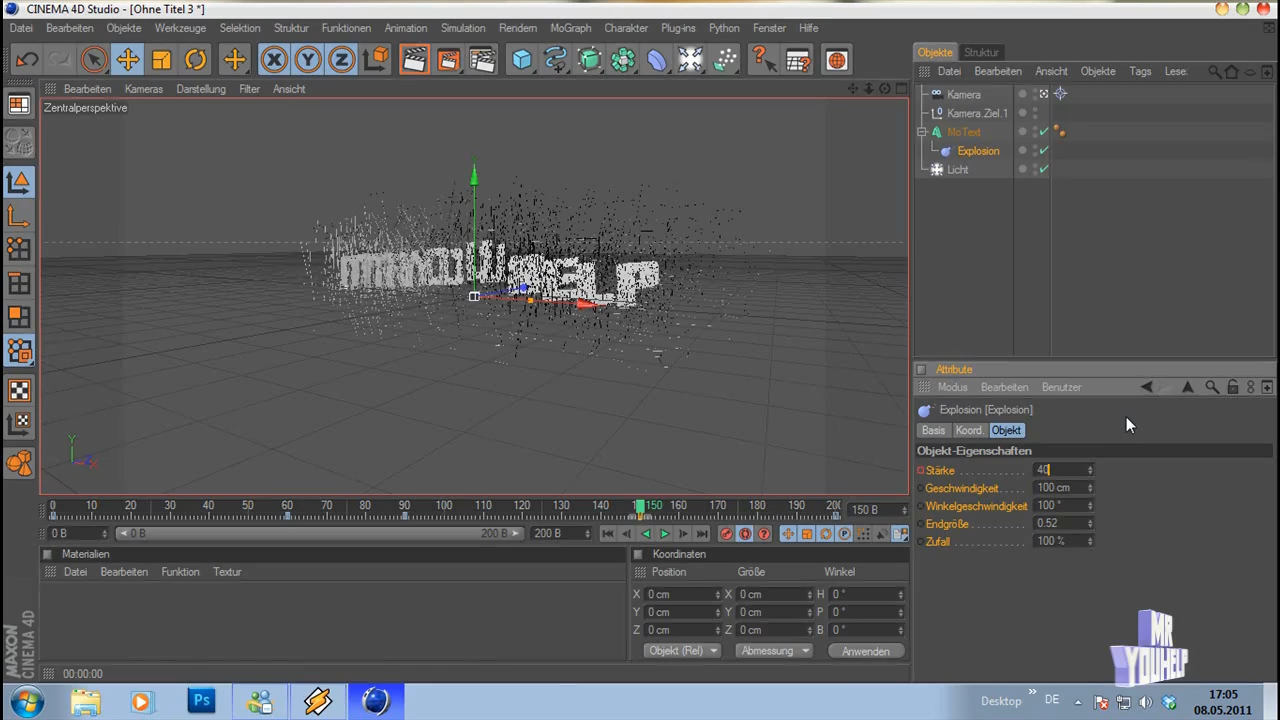 CINEMA 4D Studio - [Ohne Titel 3 *]
Datei Bearbeiten Objekte Werkzeuge Selektion Struktur Funktionen Animation Simulation Rendern MoGraph Charakter Plug-ins Python Fenster Hilfe
X Y Z
Objekte Struktur
Bearbeiten Kameras Darstellung Filter Ansicht
Datei Bearbeiten Ansicht Objekte Tags Lese:
Zentralperspektive
Kamera
Kamera.Ziel.1
MoText
Explosion
Licht
Attribute
Modus Bearbeiten Benutzer
Explosion [Explosion]
Basis Koord. Objekt
Objekt-Eigenschaften
Stärke 40
Geschwindigkeit 100 cm
Winkelgeschwindigkeit 100 °
Endgröße 0.52
Zufall 100 %
Y
Z X
0 10 20 30 40 50 60 70 80 90 100 110 120 130 140 150 160 170 180 190 200 150 B
0 B 0 B 200 B 200 B
Materialien
Datei Bearbeiten Funktion Textur
Koordinaten
Position Größe Winkel
X 0 cm X 0 cm H 0 °
Y 0 cm Y 0 cm P 0 °
Z 0 cm Z 0 cm B 0 °
Objekt (Rel) Abmessung Anwenden
00:00:00
MAXON
CINEMA 4D
MR
YOUHELP
Ps
Desktop » DE
17:05
08.05.2011